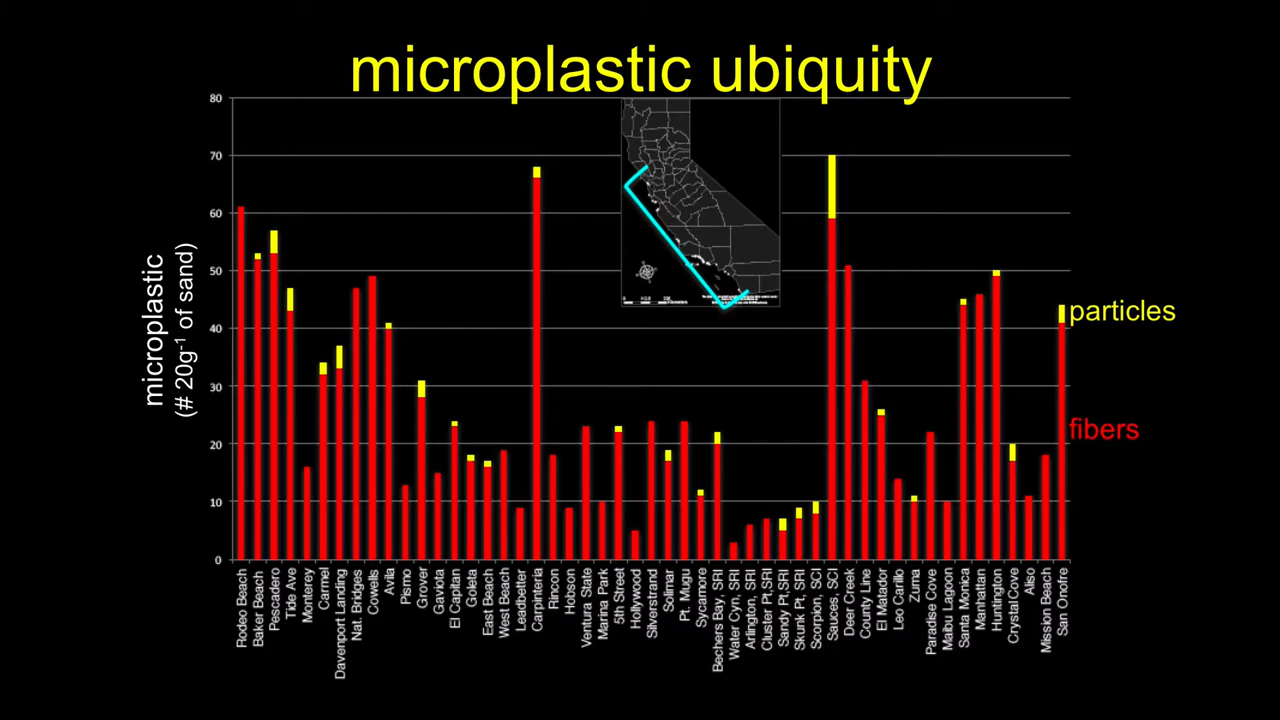 microplastic ubiquity
microplastic
(# 20g-1 of sand)
80
70
60
50
40
30
20
10
0
particles
fibers
Rodeo Beach
Baker Beach
Pescadero
Tide Ave
Monterey
Carmel
Davenport Landing
Nat. Bridges
Cowells
Avila
Pismo
Grover
Gaviota
El Capitan
Goleta
East Beach
West Beach
Leadbetter
Carpinteria
Rincon
Hobson
Ventura State
Marina Park
5th Street
Hollywood
Silverstrand
Solimar
Pt. Mugu
Sycamore
Bechers Bay, SRI
Water Cyn. SRI
Arlington, SRI
Cluster Pt,SRI
Sandy Pt,SRI
Skunk Pt, SRI
Scorpion, SCI
Sauces, SCI
Deer Creek
County Line
El Matador
Leo Carillo
Zuma
Paradise Cove
Malibu Lagoon
Santa Monica
Manhattan
Huntington
Crystal Cove
Aliso
Mission Beach
San Onofre